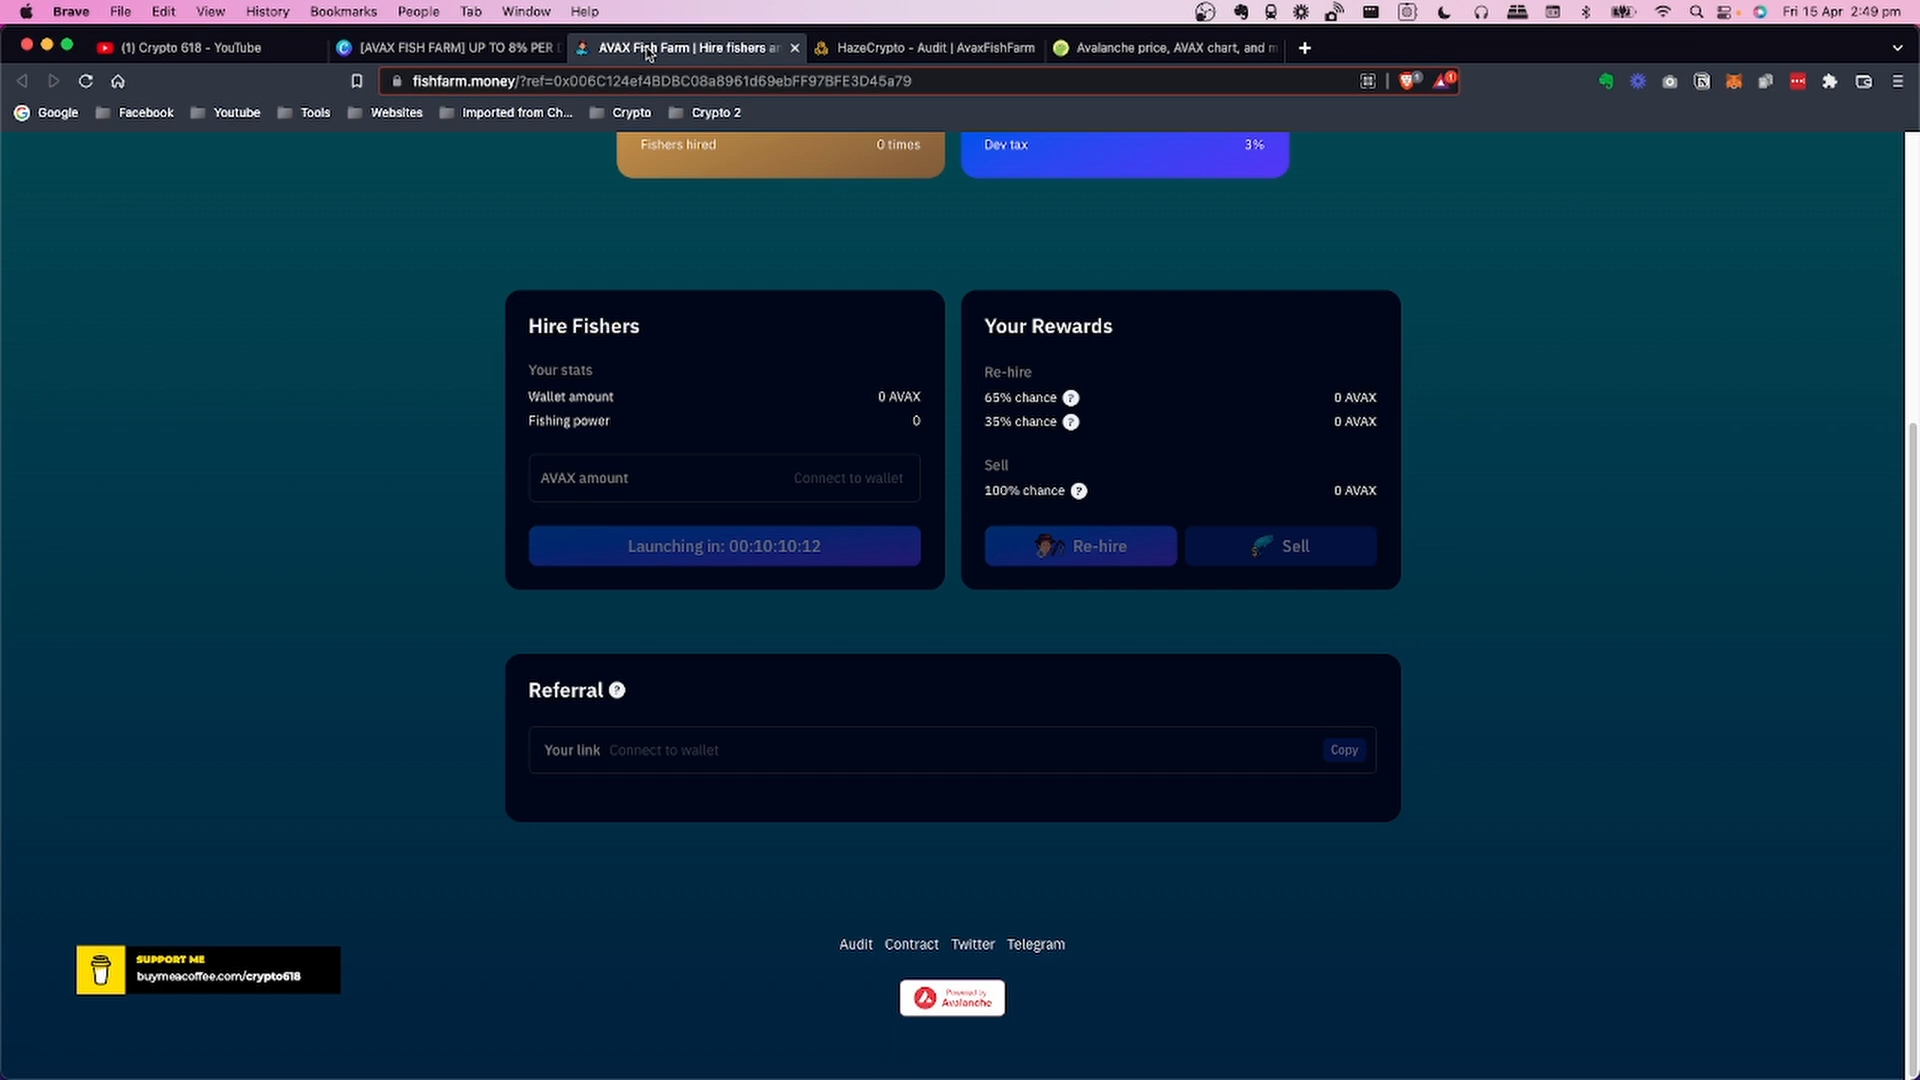 Brave File Edit View History Bookmarks People Tab Window Help Fri 15 Apr 2:49 pm
(1) Crypto 618 - YouTube [AVAX FISH FARM] UP TO 8% PER AVAX Fish Farm | Hire fishers ar HazeCrypto - Audit | AvaxFishFarm Avalanche price, AVAX chart, and m
fishfarm.money/?ref=0x006C124ef4BDBC08a8961d69ebFF97BFE3D45a79
Google Facebook Youtube Tools Websites Imported from Ch... Crypto Crypto 2
Fishers hired 0 times
Dev tax 3%
Hire Fishers
Your stats
Wallet amount 0 AVAX
Fishing power 0
AVAX amount Connect to wallet
Launching in: 00:10:10:12
Your Rewards
Re-hire
65% chance ? 0 AVAX
35% chance ? 0 AVAX
Sell
100% chance ? 0 AVAX
Re-hire Sell
Referral ?
Your link Connect to wallet Copy
Audit Contract Twitter Telegram
SUPPORT ME
buymeacoffee.com/crypto618
Powered by
Avalanche